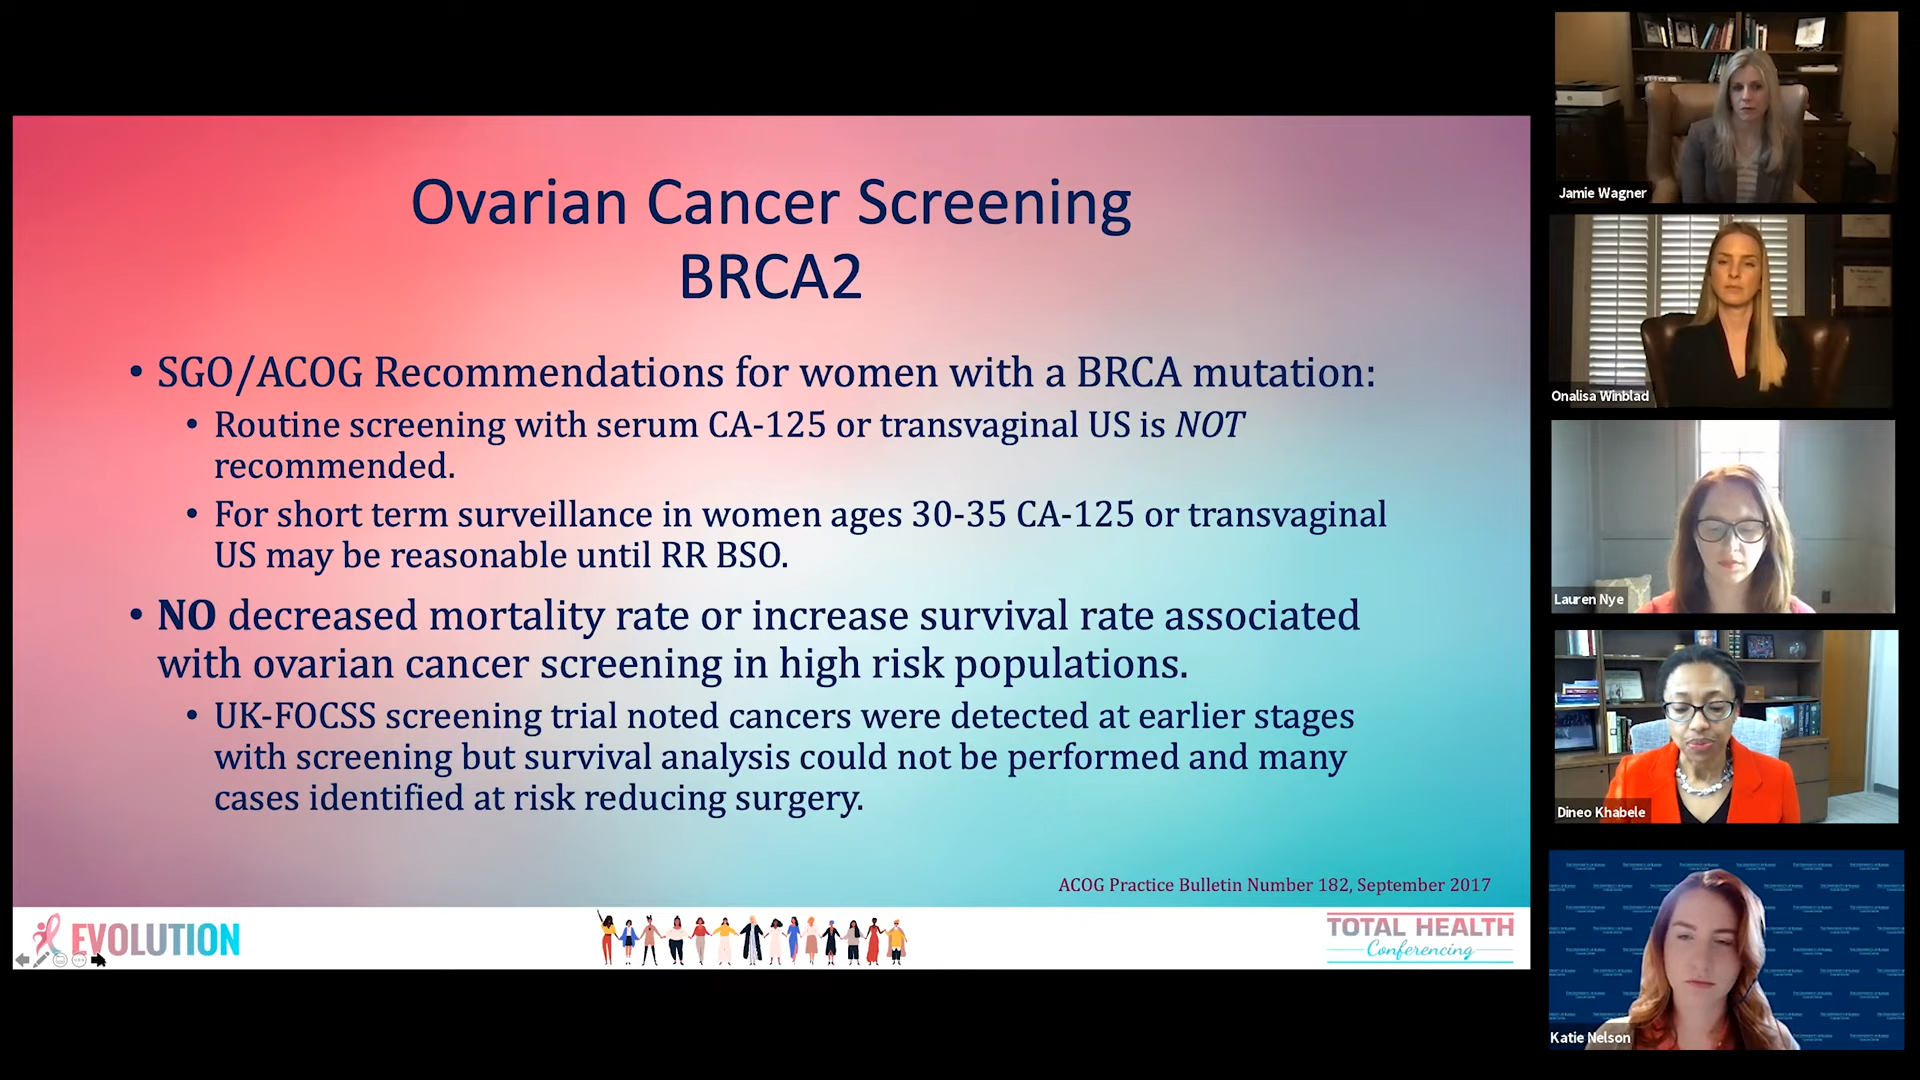 Ovarian Cancer Screening
BRCA2
• SGO/ACOG Recommendations for women with a BRCA mutation:
• Routine screening with serum CA-125 or transvaginal US is NOT
recommended.
• For short term surveillance in women ages 30-35 CA-125 or transvaginal
US may be reasonable until RR BSO.
• NO decreased mortality rate or increase survival rate associated
with ovarian cancer screening in high risk populations.
• UK-FOCSS screening trial noted cancers were detected at earlier stages
with screening but survival analysis could not be performed and many
cases identified at risk reducing surgery.
ACOG Practice Bulletin Number 182, September 2017
EVOLUTION
TOTAL HEALTH
Conferencing
Jamie Wagner
Onalisa Winblad
Lauren Nye
Dineo Khabele
Katie Nelson